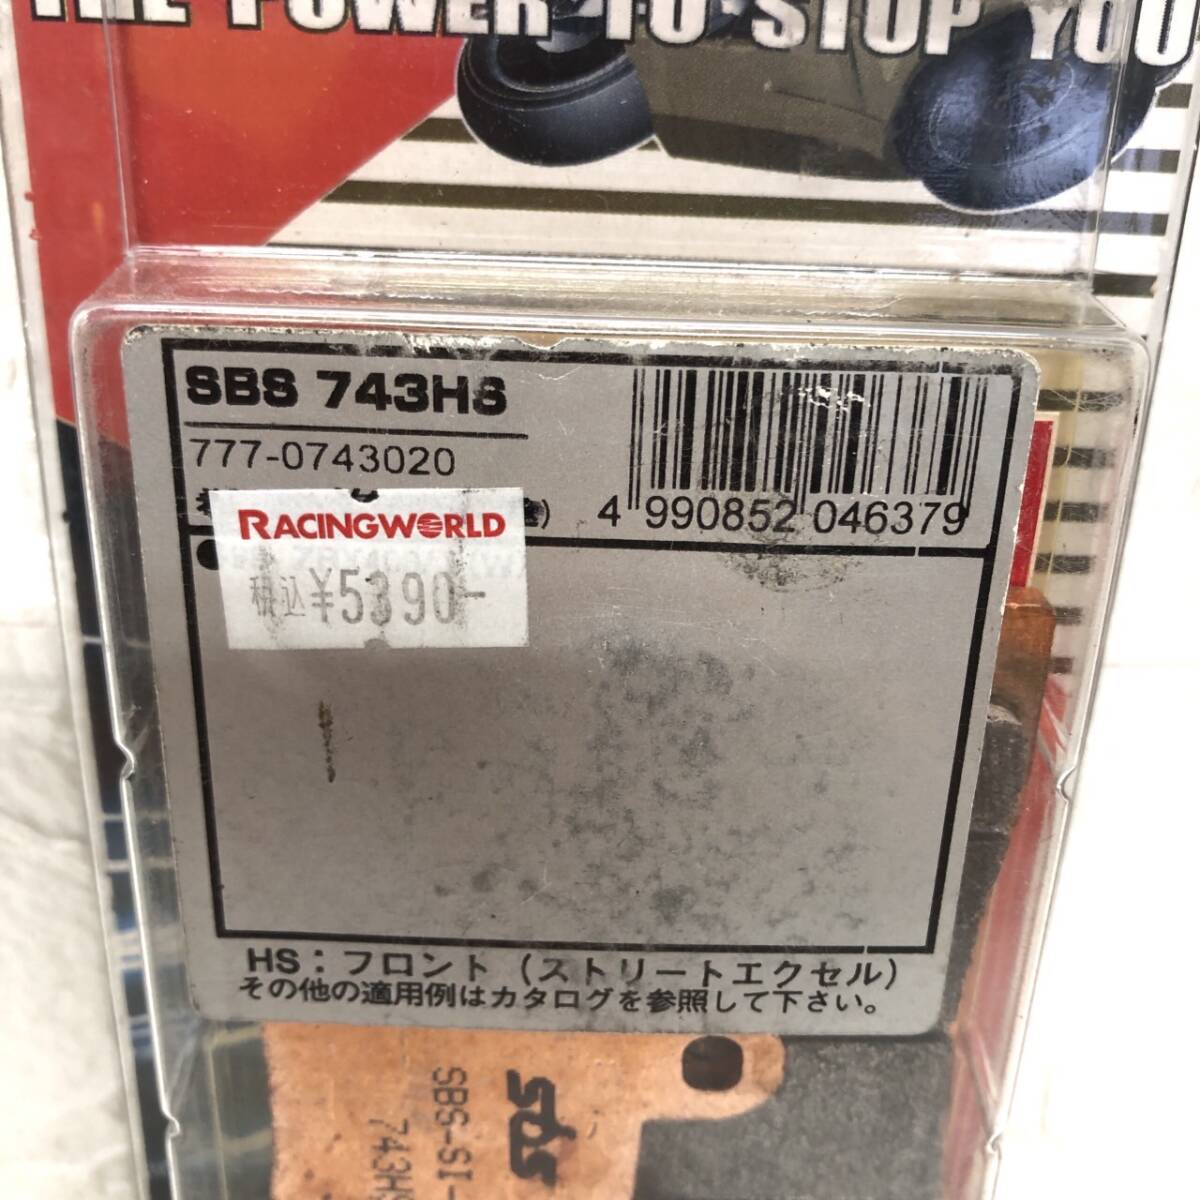 THE POWER TO STOP YOU
SBS 743HS
777-0743020
4 990852 046379
RACINGWORLD
税込¥5390-
HS：フロント（ストリートエクセル）
その他の適用例はカタログを参照して下さい。
sbs
SBS-SI-
743HS